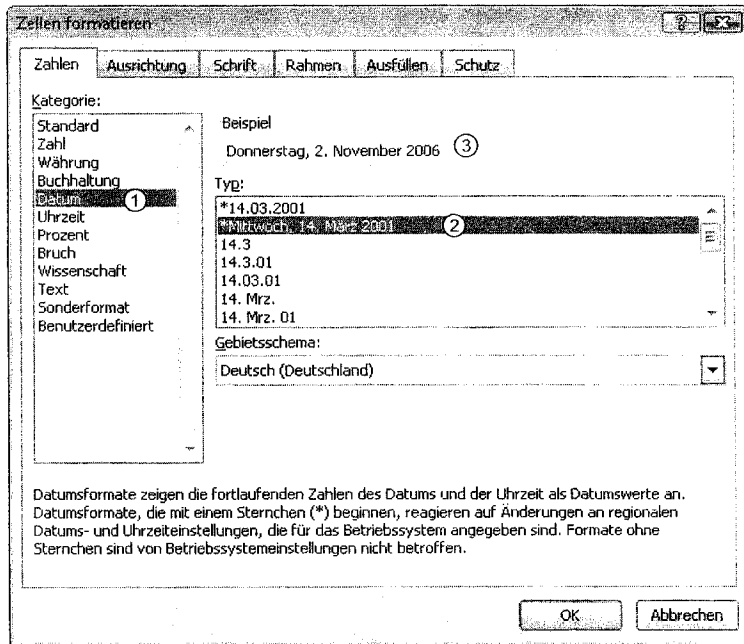 Zellen formatieren
Zahlen Ausrichtung Schrift Rahmen Ausfüllen Schutz
Kategorie:
Standard
Zahl
Währung
Buchhaltung
Datum 1
Uhrzeit
Prozent
Bruch
Wissenschaft
Text
Sonderformat
Benutzerdefiniert
Beispiel
Donnerstag, 2. November 2006 3
Typ:
*14.03.2001
*Mittwoch, 14. März 2001 2
14.3
14.3.01
14.03.01
14. Mrz.
14. Mrz. 01
Gebietsschema:
Deutsch (Deutschland)
Datumsformate zeigen die fortlaufenden Zahlen des Datums und der Uhrzeit als Datumswerte an.
Datumsformate, die mit einem Sternchen (*) beginnen, reagieren auf Änderungen an regionalen
Datums- und Uhrzeiteinstellungen, die für das Betriebssystem angegeben sind. Formate ohne
Sternchen sind von Betriebssystemeinstellungen nicht betroffen.
OK Abbrechen